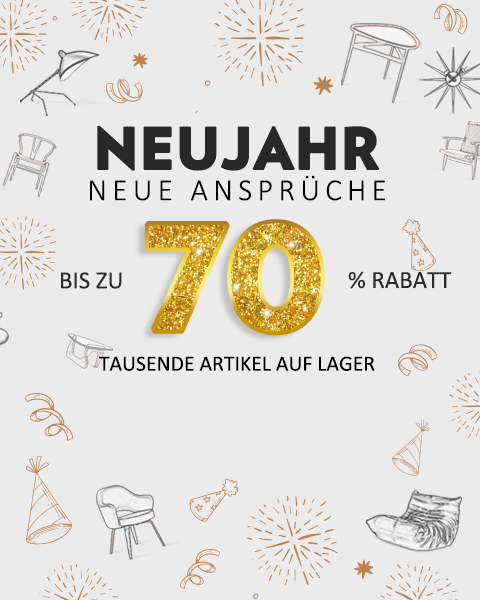 NEUJAHR
NEUE ANSPRÜCHE
BIS ZU 70 % RABATT
TAUSENDE ARTIKEL AUF LAGER